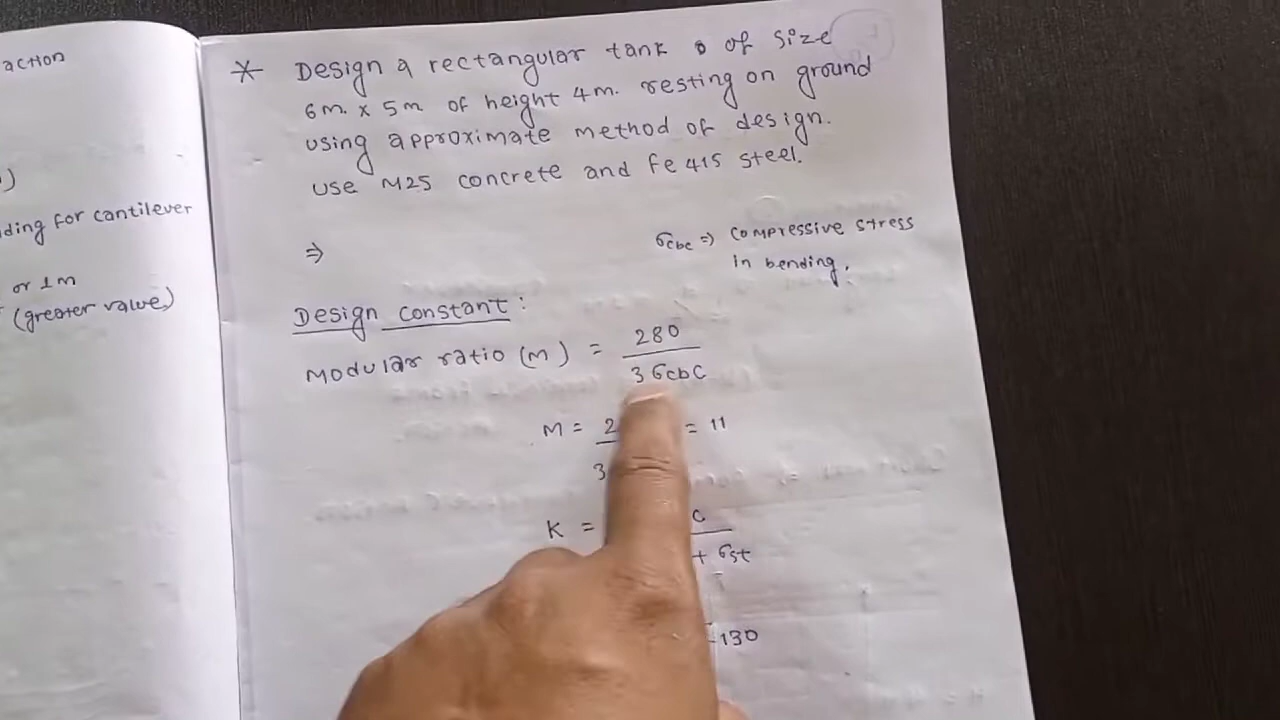 action
)
ding for cantilever
or 1m
(greater value)
* Design a rectangular tank of size
6m. x 5m of height 4m. resting on ground
using approximate method of design.
use M25 concrete and Fe 415 steel.
⇒
σcbc ⇒ compressive stress
in bending.
Design constant:
Modular ratio (m) = 280
3σcbc
M = 2 = 11
3
K = c
+ σst
130